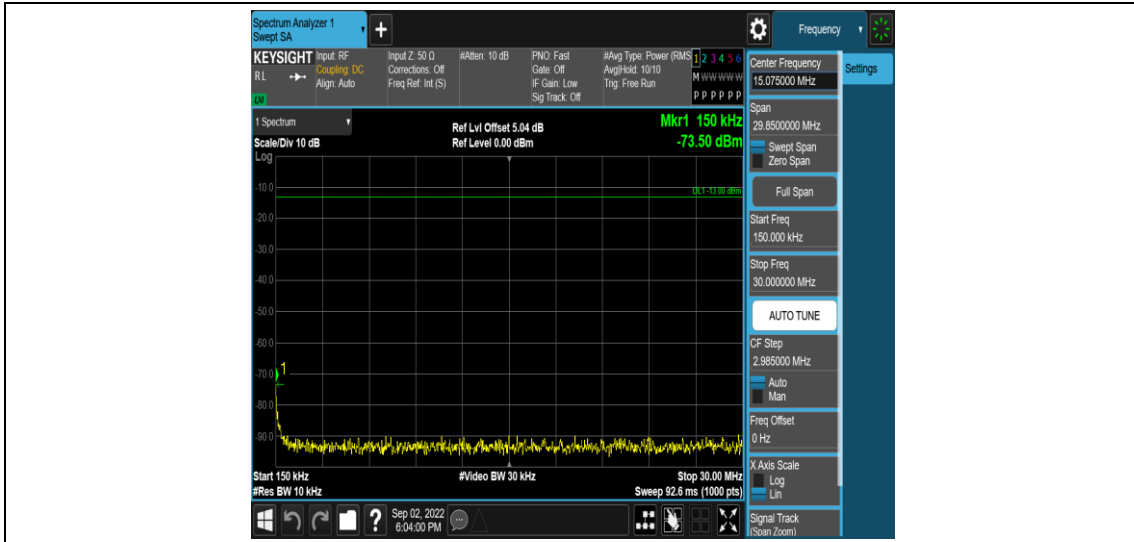 Spectrum Analyzer 1
Swept SA
Frequency
KEYSIGHT
RL
Input: RF
Coupling: DC
Align: Auto
Input Z: 50 Ω
Corrections: Off
Freq Ref: Int (S)
#Atten: 10 dB
PNO: Fast
Gate: Off
IF Gain: Low
Sig Track: Off
#Avg Type: Power (RMS
Avg|Hold: 10/10
Trig: Free Run
1 2 3 4 5 6
M W W W W W
P P P P P P
1 Spectrum
Scale/Div 10 dB
Log
Ref Lvl Offset 5.04 dB
Ref Level 0.00 dBm
Mkr1 150 kHz
-73.50 dBm
DL1 -13.00 dBm
-10.0
-20.0
-30.0
-40.0
-50.0
-60.0
-70.0
-80.0
-90.0
1
Start 150 kHz
#Res BW 10 kHz
#Video BW 30 kHz
Stop 30.00 MHz
Sweep 92.6 ms (1000 pts)
Center Frequency
15.075000 MHz
Settings
Span
29.8500000 MHz
Swept Span
Zero Span
Full Span
Start Freq
150.000 kHz
Stop Freq
30.000000 MHz
AUTO TUNE
CF Step
2.985000 MHz
Auto
Man
Freq Offset
0 Hz
X Axis Scale
Log
Lin
Signal Track
(Span Zoom)
?
Sep 02, 2022
6:04:00 PM